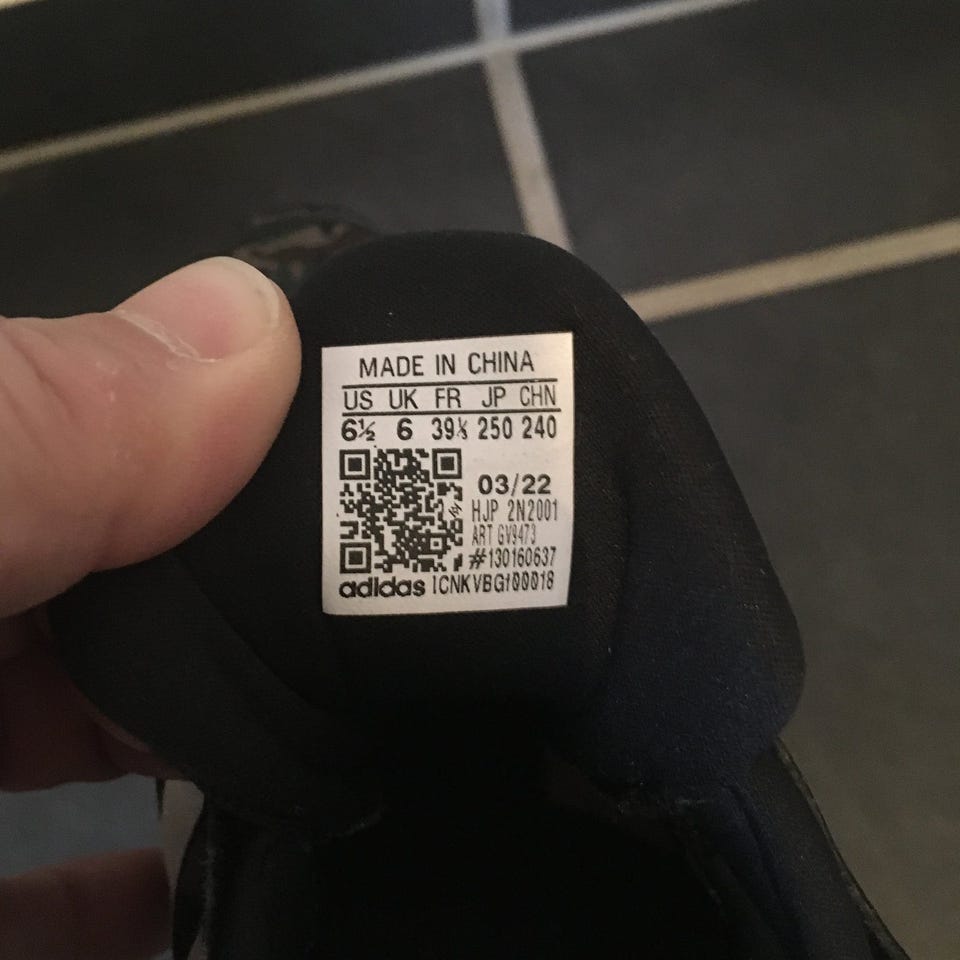 MADE IN CHINA
US UK FR JP CHN
6½ 6 39⅓ 250 240
03/22
HJP 2N2001
ART GV9473
#130160637
adidas 1CNKVBGf00018